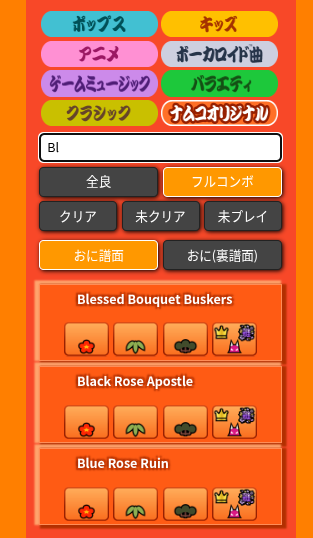 ポップス キッズ
アニメ ボーカロイド曲
ゲームミュージック バラエティ
クラシック ナムコオリジナル
Bl
全良 フルコンボ
クリア 未クリア 未プレイ
おに譜面 おに(裏譜面)
Blessed Bouquet Buskers
Black Rose Apostle
Blue Rose Ruin